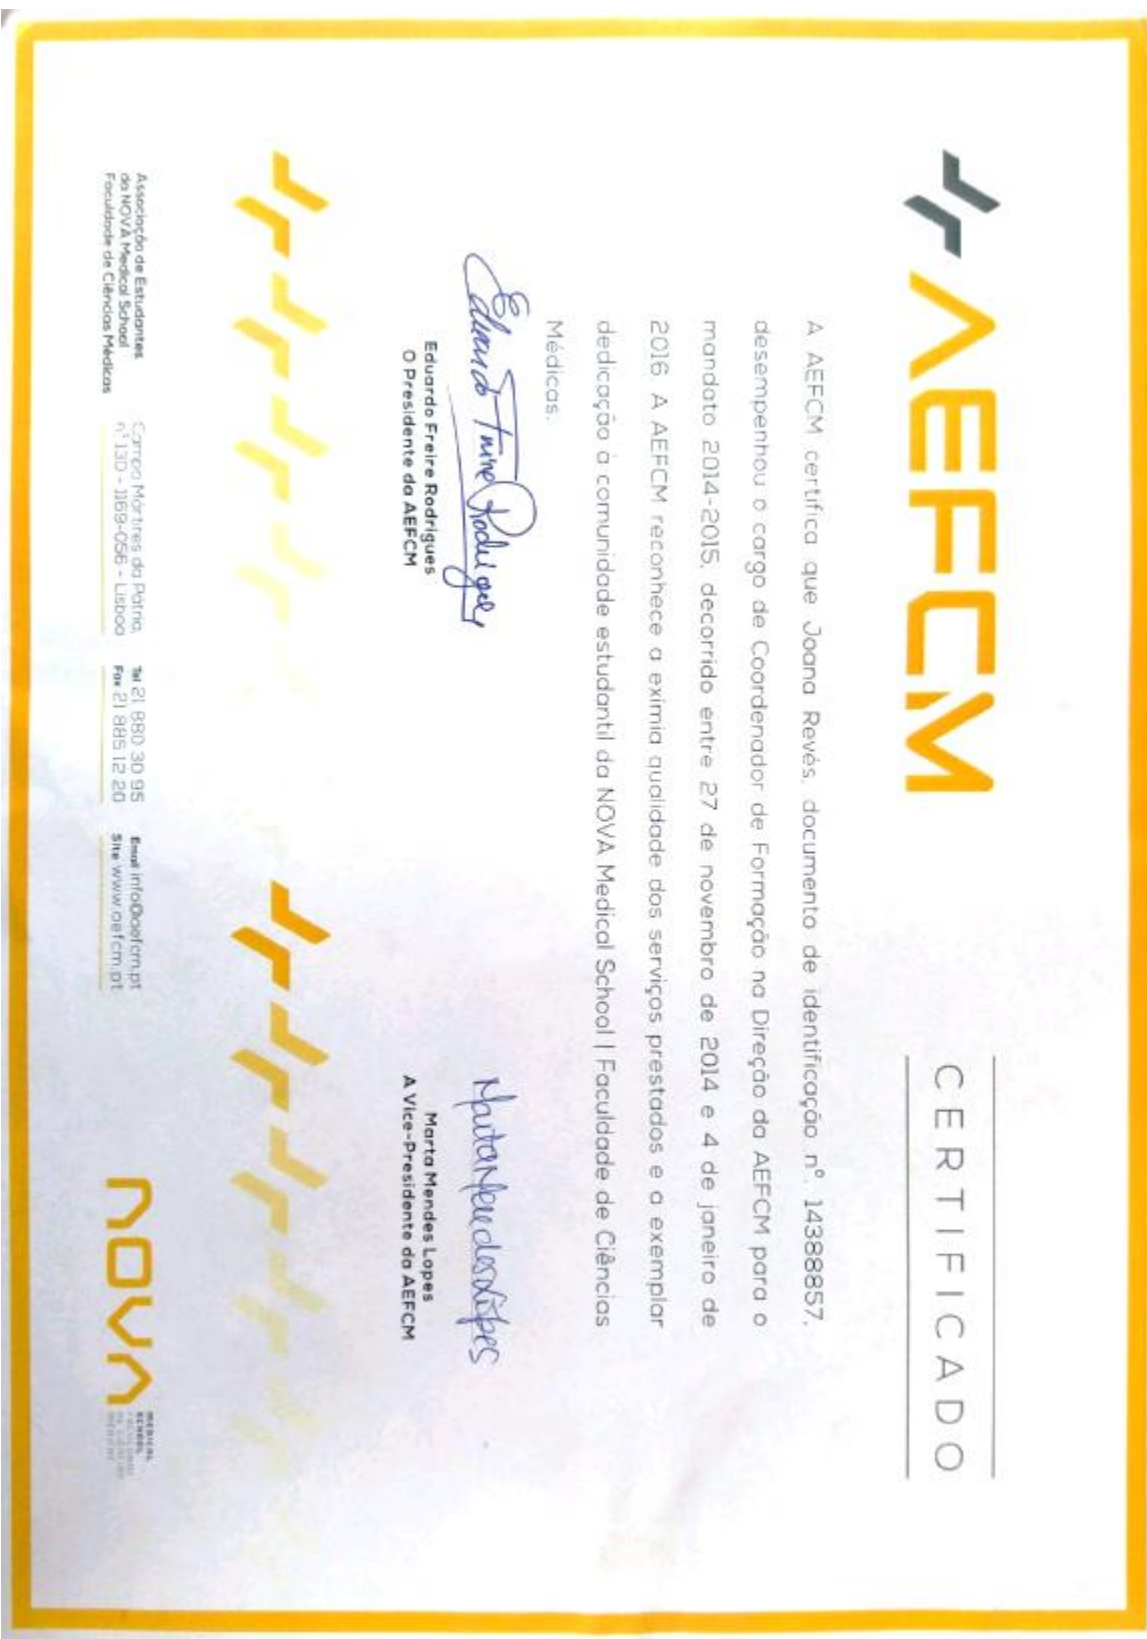 AEFCM
CERTIFICADO
A AEFCM certifica que Joana Revés, documento de identificação nº. 14388857,
desempenhou o cargo de Coordenador de Formação na Direção da AEFCM para o
mandato 2014-2015, decorrido entre 27 de novembro de 2014 e 4 de janeiro de
2016. A AEFCM reconhece a exímia qualidade dos serviços prestados e a exemplar
dedicação à comunidade estudantil da NOVA Medical School | Faculdade de Ciências
Médicas.
Eduardo Freire Rodrigues
Eduardo Freire Rodrigues
O Presidente da AEFCM
Marta Mendes Lopes
Marta Mendes Lopes
A Vice-Presidente da AEFCM
Associação de Estudantes
da NOVA Medical School
Faculdade de Ciências Médicas
Campo Mártires da Pátria,
nº130 - 1169-056 - Lisboa
Tel 21 880 30 95
Fax 21 885 12 20
Email info@aefcm.pt
Site www.aefcm.pt
NOVA
MEDICAL
SCHOOL